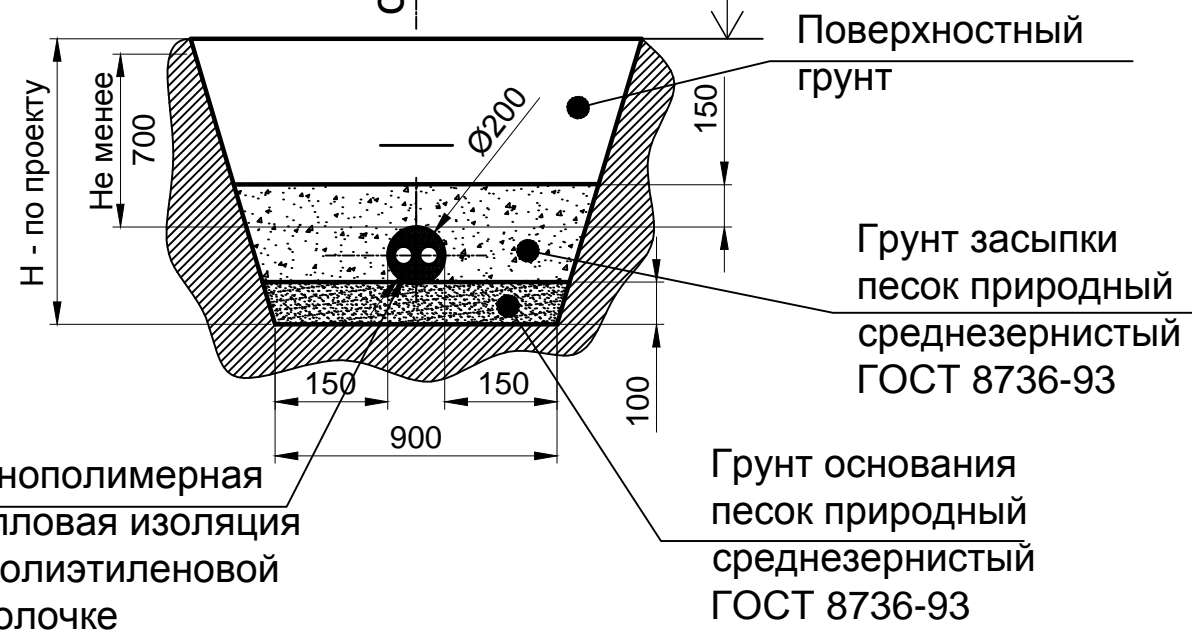 Поверхностный
грунт
H - по проекту
Не менее
700
Ø200
150
Грунт засыпки
песок природный
среднезернистый
ГОСТ 8736-93
150
150
100
900
Грунт основания
песок природный
среднезернистый
ГОСТ 8736-93
нополимерная
пловая изоляция
олиэтиленовой
олочке